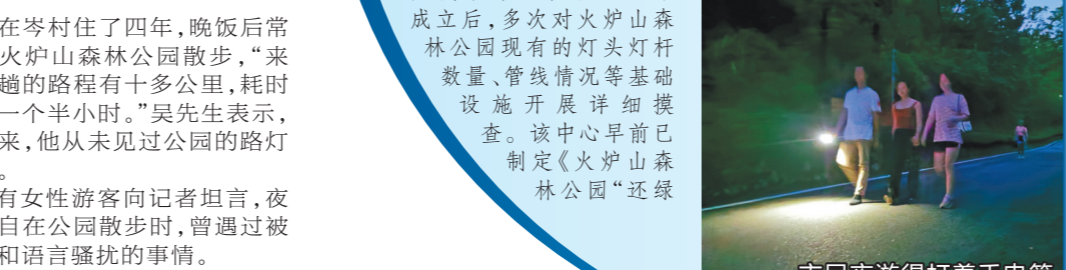 在岑村住了四年，晚饭后常
火炉山森林公园散步，“来
趟的路程有十多公里，耗时
一个半小时。”吴先生表示，
来，他从未见过公园的路灯
。
有女性游客向记者坦言，夜
自在公园散步时，曾遇过被
和语言骚扰的事情。
成立后，多次对火炉山森
林公园现有的灯头灯杆
数量、管线情况等基础
设施开展详细摸
查。该中心早前已
制定《火炉山森
林公园“还绿